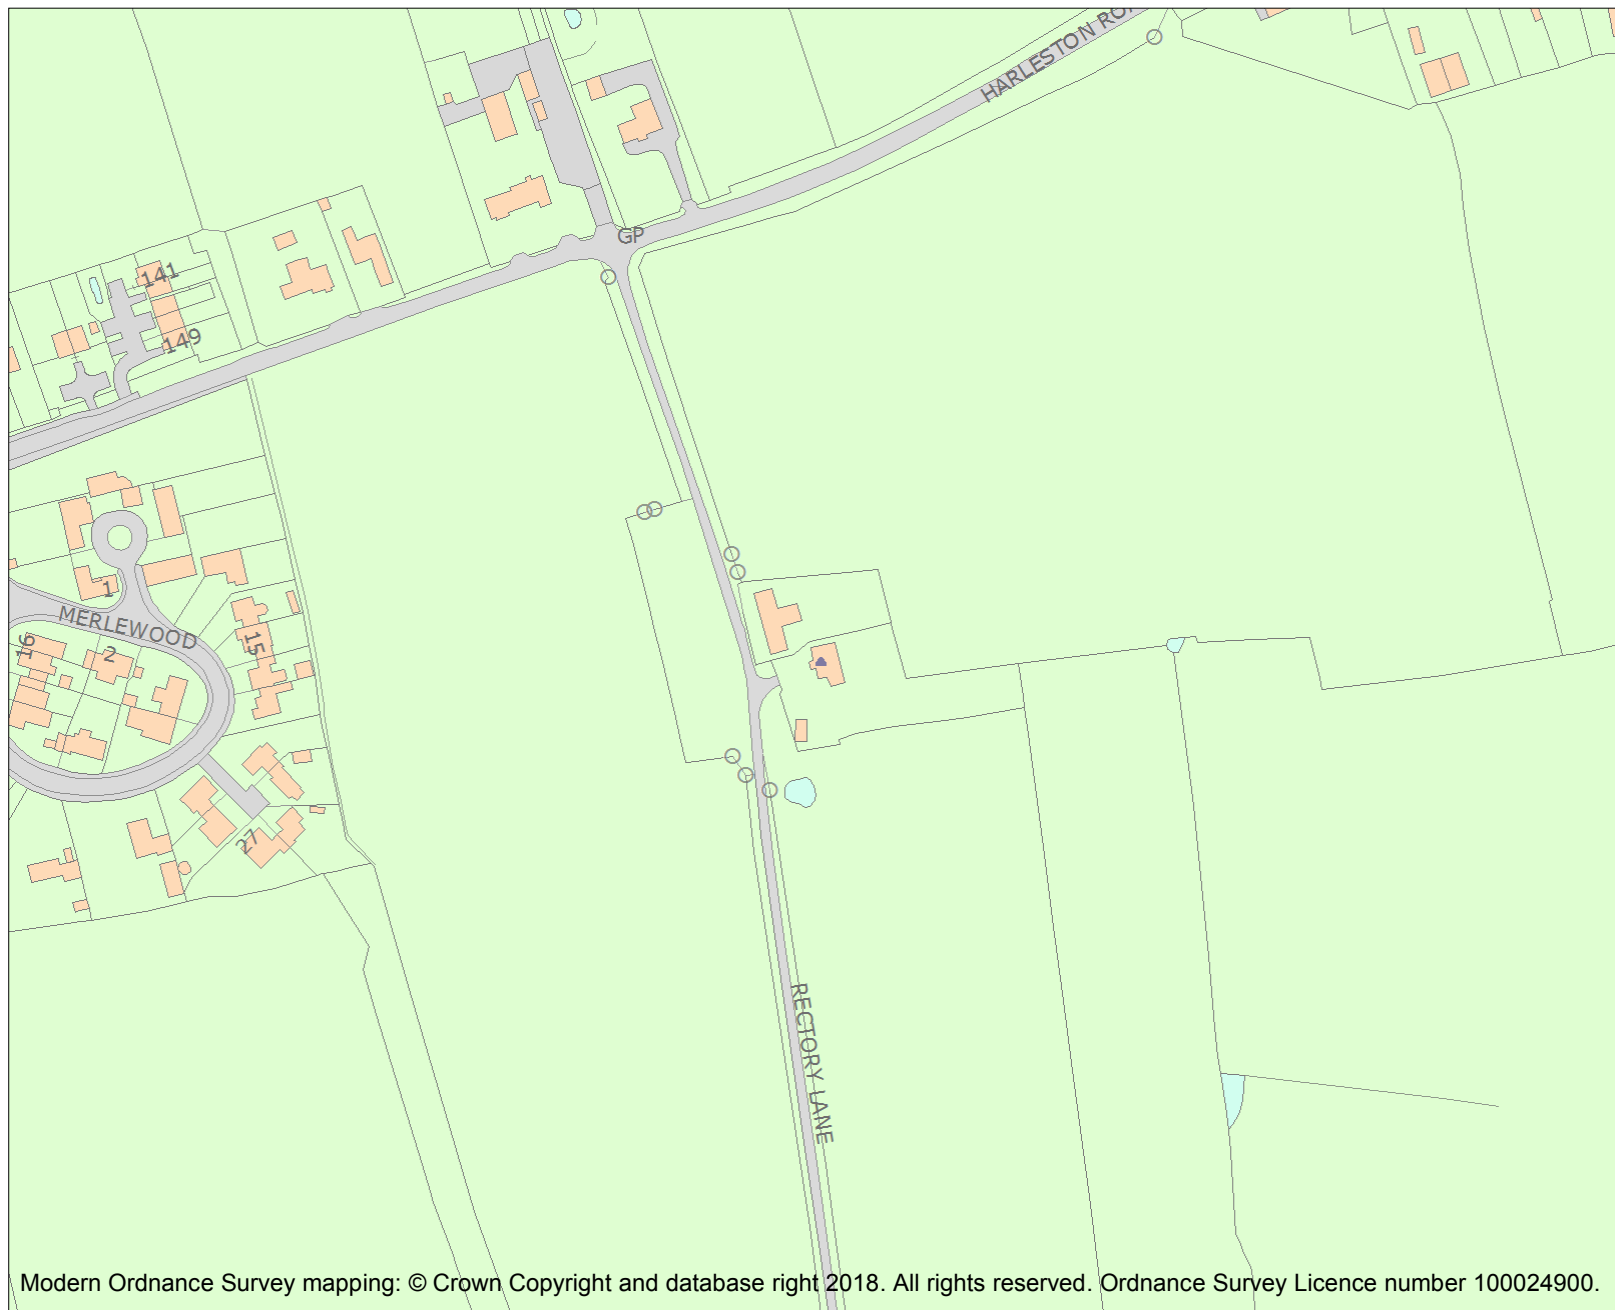 HARLESTON RO
GP
141
149
1
MERLEWOOD
16
2
15
27
RECTORY LANE
Modern Ordnance Survey mapping: © Crown Copyright and database right 2018. All rights reserved. Ordnance Survey Licence number 100024900.